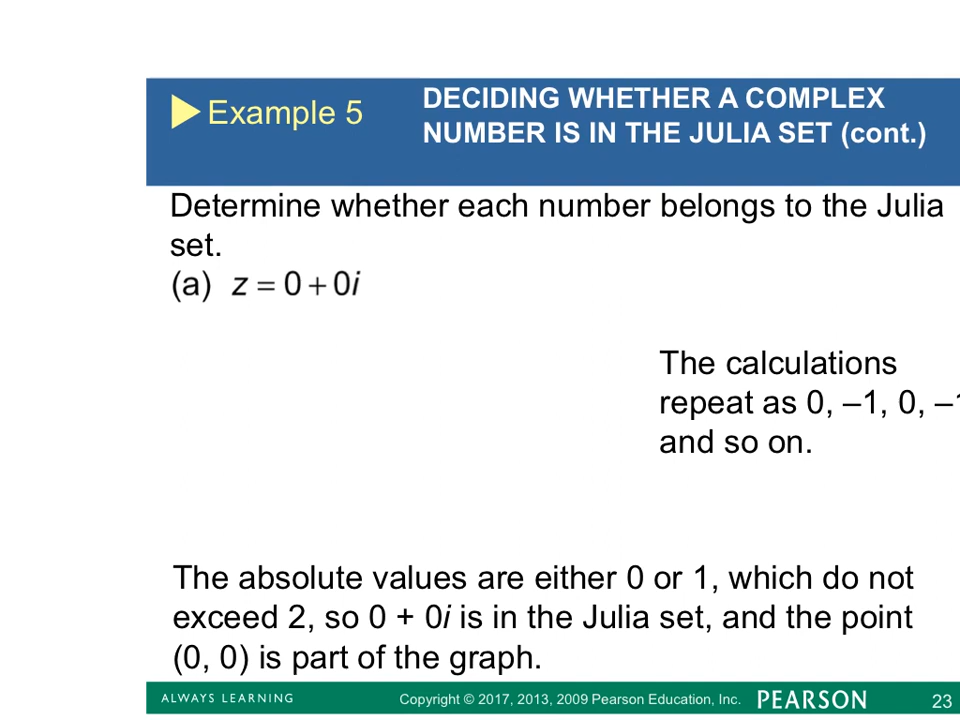 Example 5
DECIDING WHETHER A COMPLEX
NUMBER IS IN THE JULIA SET (cont.)
Determine whether each number belongs to the Julia
set.
(a) z = 0 + 0i
The calculations
repeat as 0, –1, 0, –1
and so on.
The absolute values are either 0 or 1, which do not
exceed 2, so 0 + 0i is in the Julia set, and the point
(0, 0) is part of the graph.
ALWAYS LEARNING
Copyright © 2017, 2013, 2009 Pearson Education, Inc.
PEARSON
23